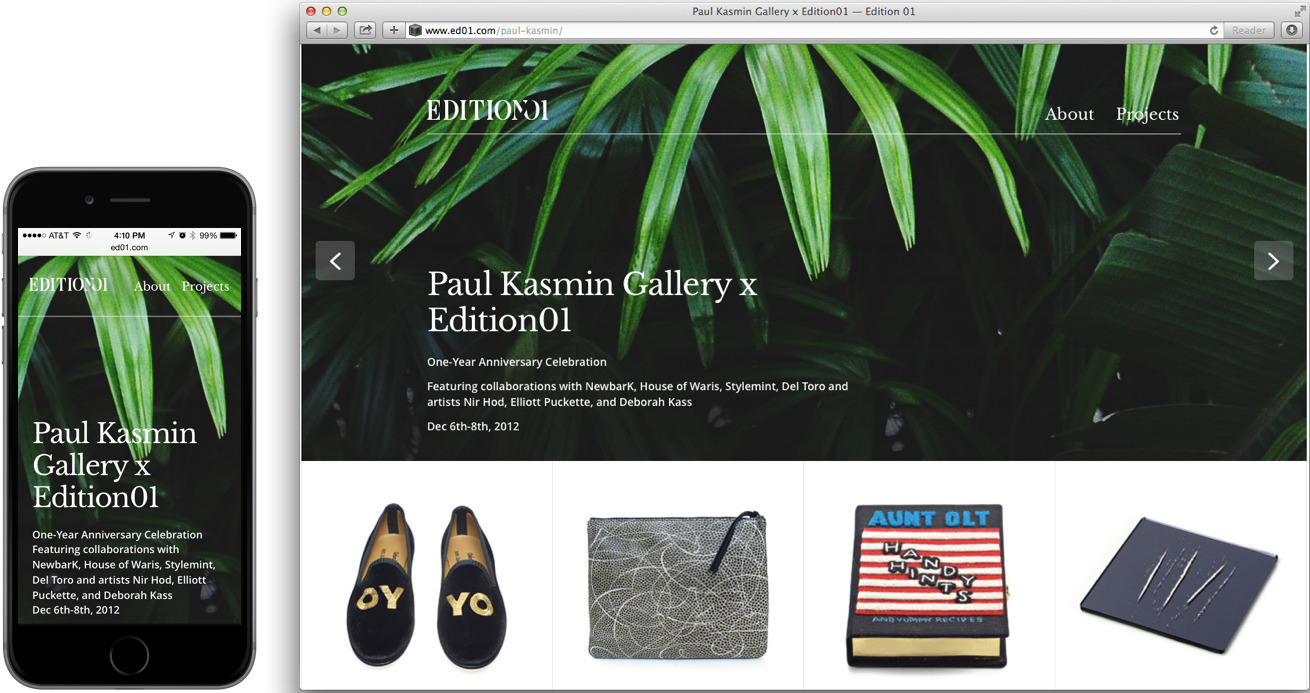 Paul Kasmin Gallery x Edition01 — Edition 01
www.ed01.com/paul-kasmin/
Reader
EDITION01
About Projects
Paul Kasmin Gallery x
Edition01
One-Year Anniversary Celebration
Featuring collaborations with NewbarK, House of Waris, Stylemint, Del Toro and
artists Nir Hod, Elliott Puckette, and Deborah Kass
Dec 6th-8th, 2012
OY YO
AUNT OLT
HANDY
HINTS
AND YUMMY RECIPES
AT&T 4:10 PM 99%
ed01.com
EDITION01 About Projects
Paul Kasmin
Gallery x
Edition01
One-Year Anniversary Celebration
Featuring collaborations with
NewbarK, House of Waris, Stylemint,
Del Toro and artists Nir Hod, Elliott
Puckette, and Deborah Kass
Dec 6th-8th, 2012